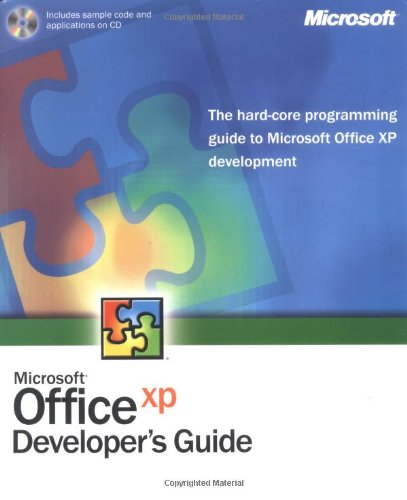 Copyrighted Material
Includes sample code and
applications on CD
Microsoft
The hard-core programming
guide to Microsoft Office XP
development
Microsoft®
Office xp
Developer's Guide
Copyrighted Material